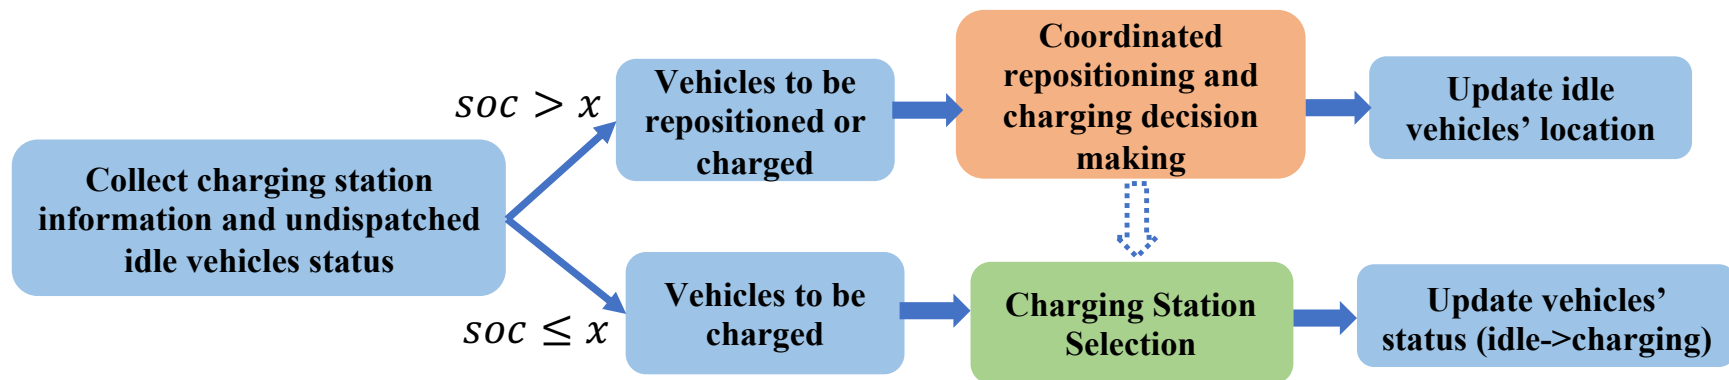 Collect charging station
information and undispatched
idle vehicles status
soc > x
Vehicles to be
repositioned or
charged
Coordinated
repositioning and
charging decision
making
Update idle
vehicles’ location
soc ≤ x
Vehicles to be
charged
Charging Station
Selection
Update vehicles’
status (idle->charging)